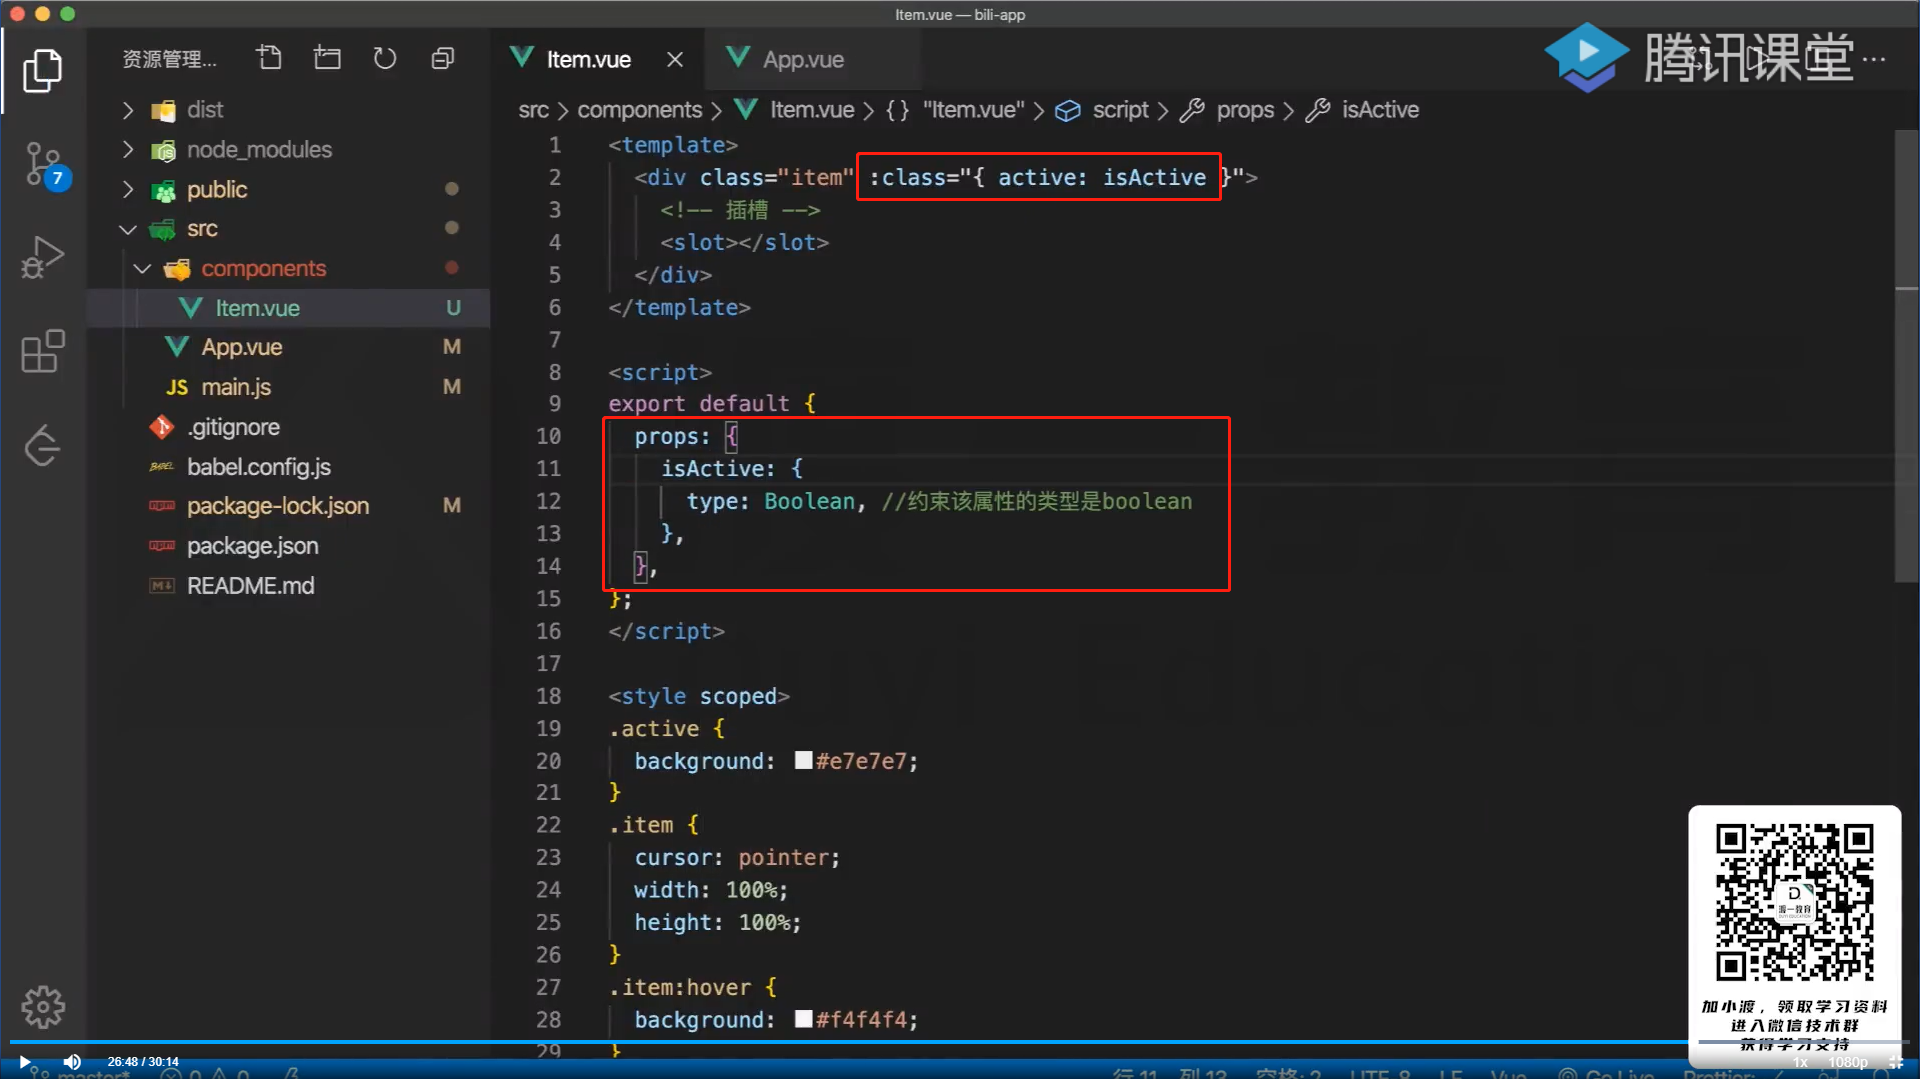 Item.vue — bili-app
资源管理...
Item.vue
App.vue
腾讯课堂
src > components > Item.vue > {} "Item.vue" > script > props > isActive
dist
node_modules
public
src
components
Item.vue U
App.vue M
JS main.js M
.gitignore
babel.config.js
package-lock.json M
package.json
README.md
7
1 <template>
2 <div class="item" :class="{ active: isActive }">
3 <!-- 插槽 -->
4 <slot></slot>
5 </div>
6 </template>
7
8 <script>
9 export default {
10 props: {
11 isActive: {
12 type: Boolean, //约束该属性的类型是boolean
13 },
14 },
15 };
16 </script>
17
18 <style scoped>
19 .active {
20 background: #e7e7e7;
21 }
22 .item {
23 cursor: pointer;
24 width: 100%;
25 height: 100%;
26 }
27 .item:hover {
28 background: #f4f4f4;
29 }
Duyi Education
渡一教育
加小渡，领取学习资料
进入微信技术群
获得学习支持
26:48 / 30:14
1x 1080p
master* 0 0
行 11，列 13 空格: 2 UTF-8 LF Vue Go Live Prettier: ✓